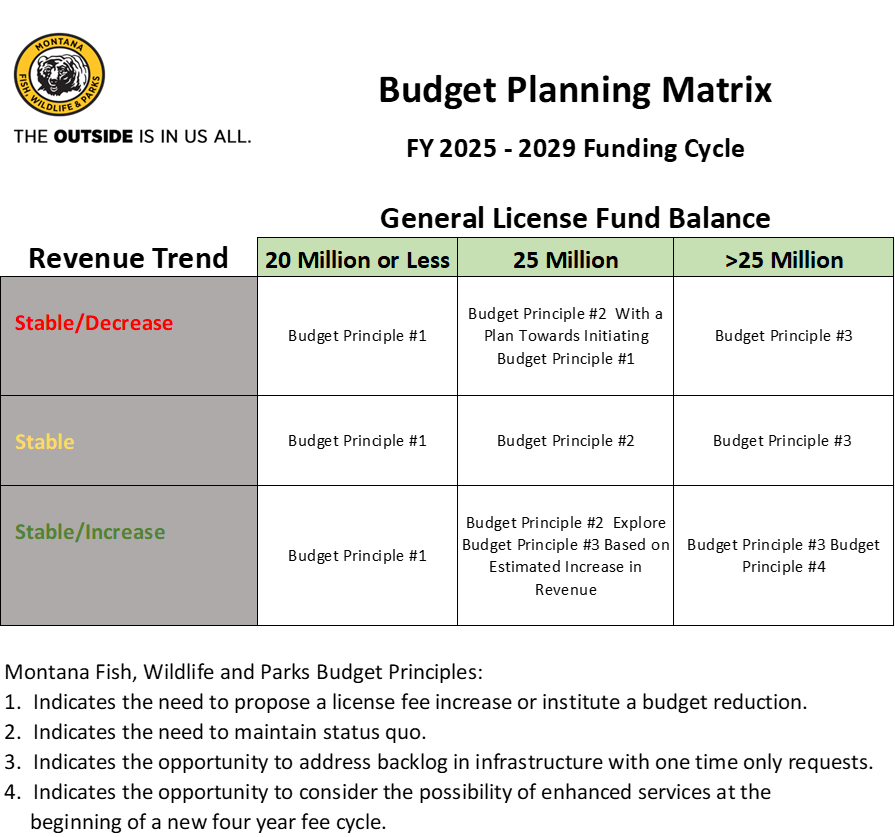 MONTANA
FISH, WILDLIFE & PARKS
THE OUTSIDE IS IN US ALL.
Budget Planning Matrix
FY 2025 - 2029 Funding Cycle
General License Fund Balance
Revenue Trend
20 Million or Less
25 Million
>25 Million
Stable/Decrease
Budget Principle #1
Budget Principle #2  With a
Plan Towards Initiating
Budget Principle #1
Budget Principle #3
Stable
Budget Principle #1
Budget Principle #2
Budget Principle #3
Stable/Increase
Budget Principle #1
Budget Principle #2  Explore
Budget Principle #3 Based on
Estimated Increase in
Revenue
Budget Principle #3 Budget
Principle #4
Montana Fish, Wildlife and Parks Budget Principles:
1.  Indicates the need to propose a license fee increase or institute a budget reduction.
2.  Indicates the need to maintain status quo.
3.  Indicates the opportunity to address backlog in infrastructure with one time only requests.
4.  Indicates the opportunity to consider the possibility of enhanced services at the
beginning of a new four year fee cycle.